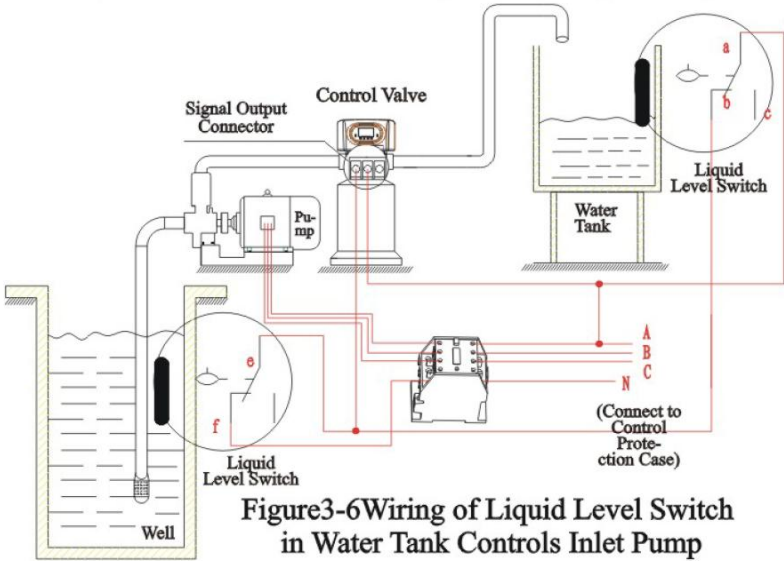 Control Valve
Signal Output
Connector
a
b
c
Liquid
Level Switch
Pu-
mp
Water
Tank
A
B
C
N
e
f
(Connect to
Control
Prote-
ction Case)
Liquid
Level Switch
Well
Figure3-6Wiring of Liquid Level Switch
in Water Tank Controls Inlet Pump